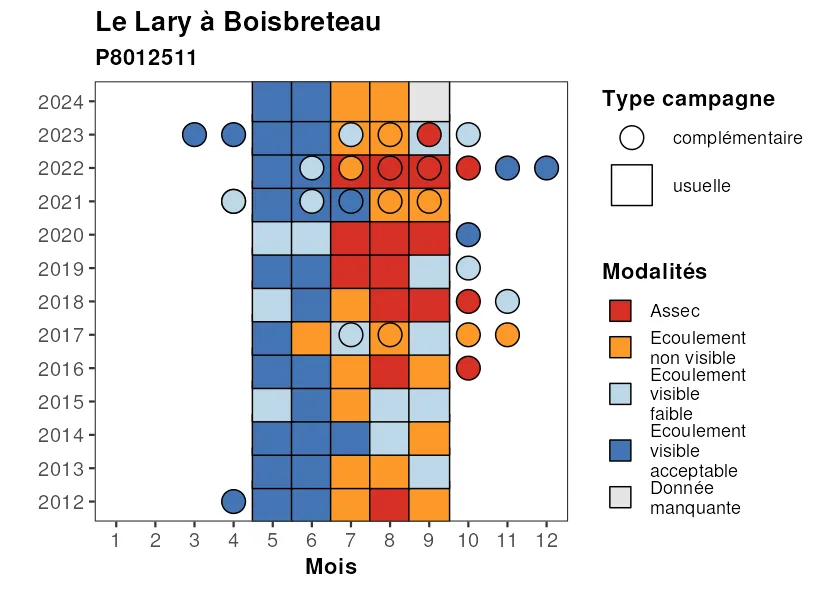 Le Lary à Boisbreteau
P8012511
2024
2023
2022
2021
2020
2019
2018
2017
2016
2015
2014
2013
2012
1 2 3 4 5 6 7 8 9 10 11 12
Mois
Type campagne
complémentaire
usuelle
Modalités
Assec
Ecoulement
non visible
Ecoulement
visible
faible
Ecoulement
visible
acceptable
Donnée
manquante